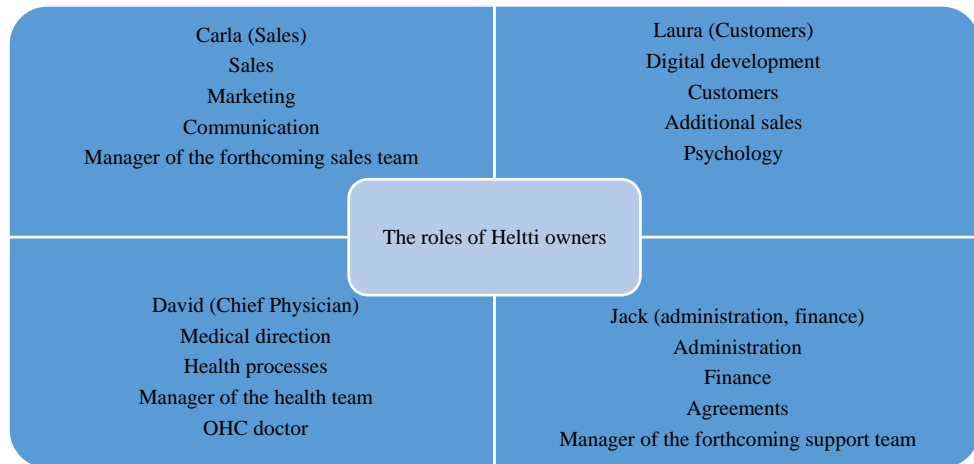 Carla (Sales)
Sales
Marketing
Communication
Manager of the forthcoming sales team
Laura (Customers)
Digital development
Customers
Additional sales
Psychology
The roles of Heltti owners
David (Chief Physician)
Medical direction
Health processes
Manager of the health team
OHC doctor
Jack (administration, finance)
Administration
Finance
Agreements
Manager of the forthcoming support team